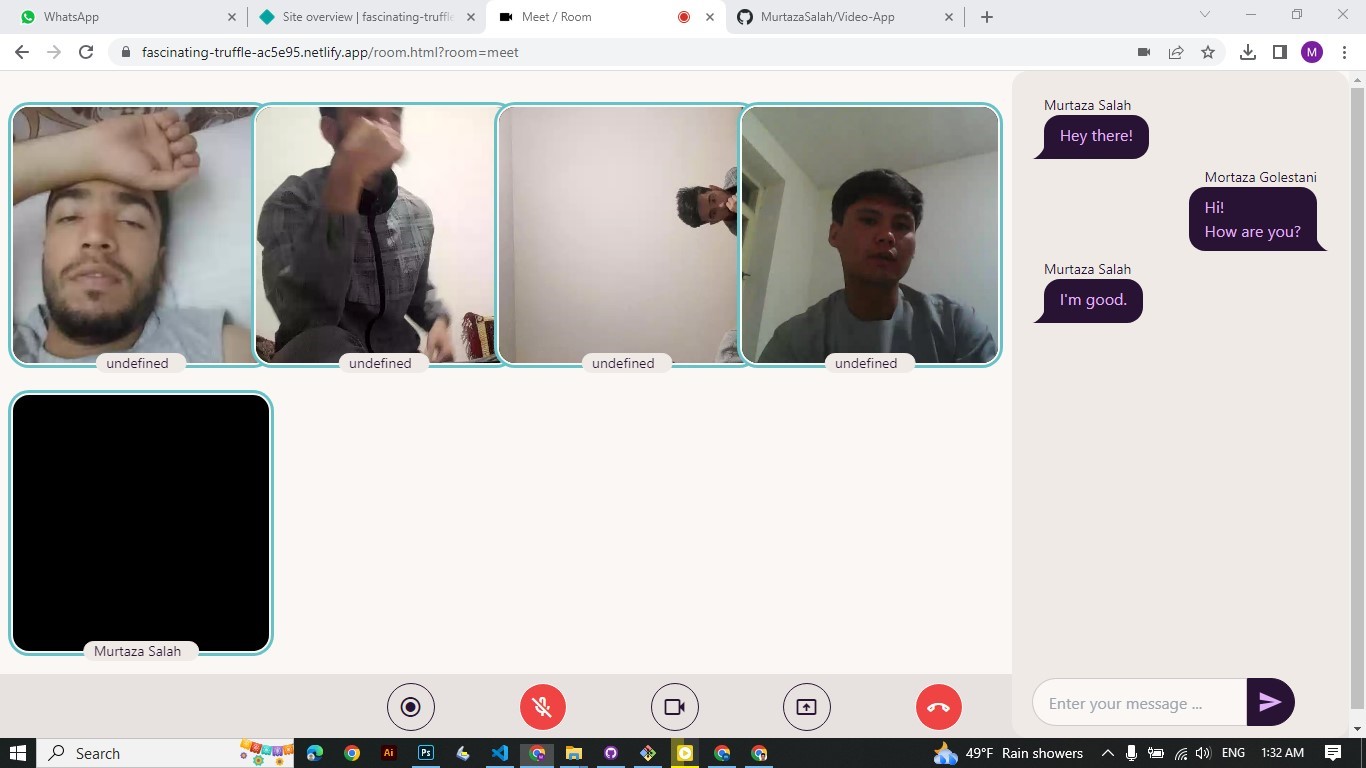 WhatsApp
Site overview | fascinating-truffle
Meet / Room
MurtazaSalah/Video-App
fascinating-truffle-ac5e95.netlify.app/room.html?room=meet
M
undefined
undefined
undefined
undefined
Murtaza Salah
Murtaza Salah
Hey there!
Mortaza Golestani
Hi!
How are you?
Murtaza Salah
I'm good.
Enter your message ...
Search
Ai
Ps
49°F Rain showers
ENG
1:32 AM